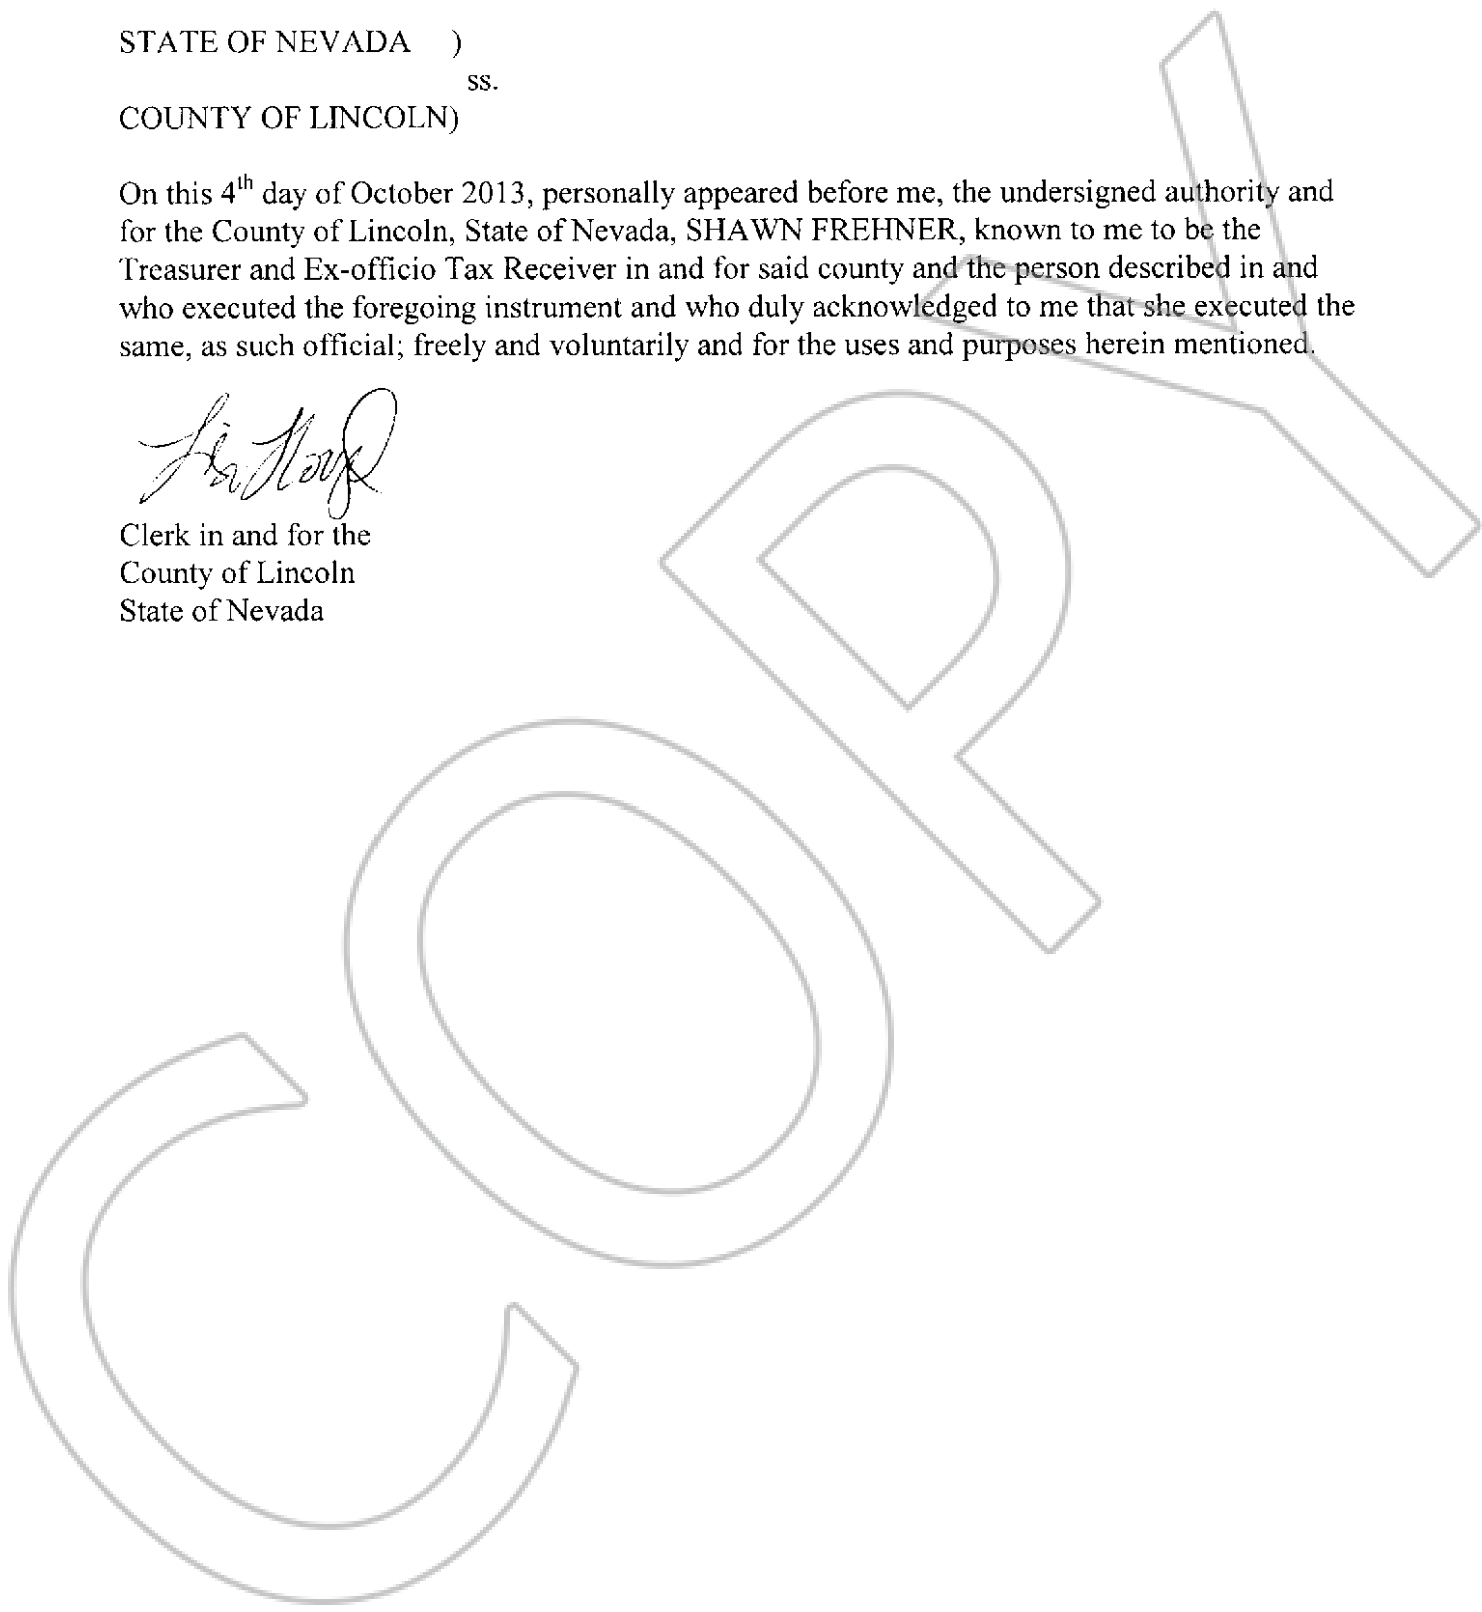 STATE OF NEVADA )
ss.
COUNTY OF LINCOLN)
On this 4th day of October 2013, personally appeared before me, the undersigned authority and
for the County of Lincoln, State of Nevada, SHAWN FREHNER, known to me to be the
Treasurer and Ex-officio Tax Receiver in and for said county and the person described in and
who executed the foregoing instrument and who duly acknowledged to me that she executed the
same, as such official; freely and voluntarily and for the uses and purposes herein mentioned.
Lisa
Clerk in and for the
County of Lincoln
State of Nevada
COPY